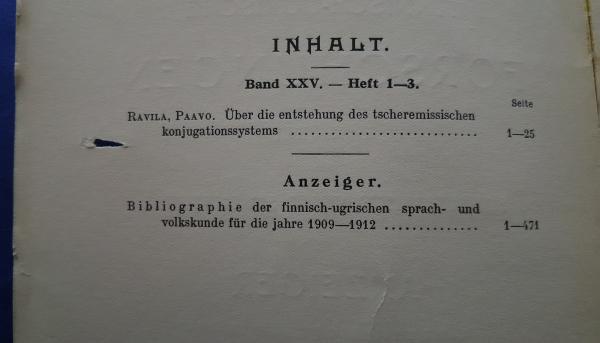 INHALT.
Band XXV. — Heft 1—3.
Seite
RAVILA, PAAVO. Über die entstehung des tscheremissischen
konjugationssystems ............................ 1—25
Anzeiger.
Bibliographie der finnisch-ugrischen sprach- und
volkskunde für die jahre 1909—1912 .............. 1—471